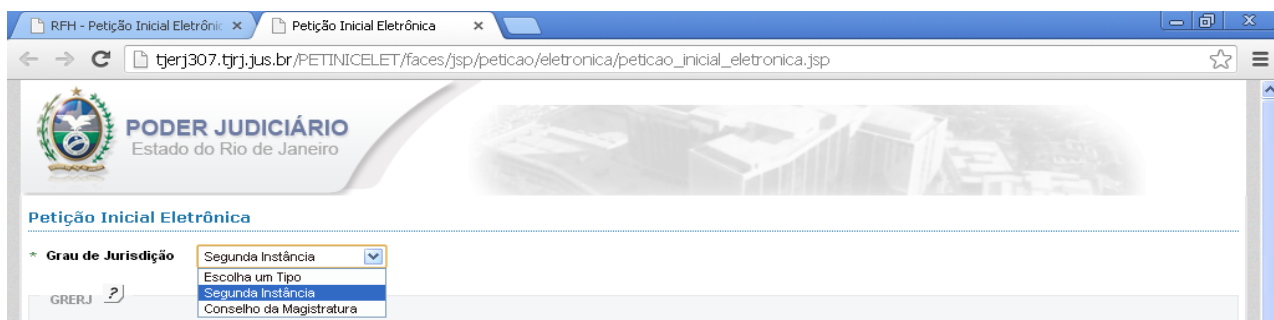 RFH - Petição Inicial Eletrônic
Petição Inicial Eletrônica
tjerj307.tjrj.jus.br/PETINICELET/faces/jsp/peticao/eletronica/peticao_inicial_eletronica.jsp
PODER JUDICIÁRIO
Estado do Rio de Janeiro
Petição Inicial Eletrônica
* Grau de Jurisdição Segunda Instância
Escolha um Tipo
Segunda Instância
Conselho da Magistratura
GRERJ ?